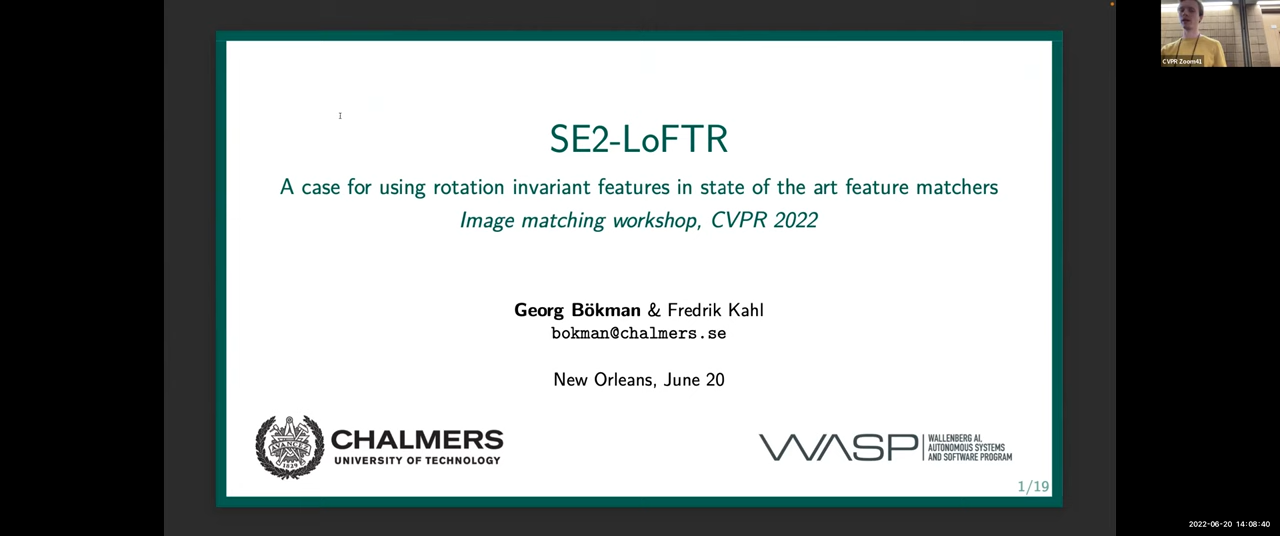 SE2-LoFTR
A case for using rotation invariant features in state of the art feature matchers
Image matching workshop, CVPR 2022
Georg Bökman & Fredrik Kahl
bokman@chalmers.se
New Orleans, June 20
AVANCEZ
1829
CHALMERS
UNIVERSITY OF TECHNOLOGY
WASP
WALLENBERG AI,
AUTONOMOUS SYSTEMS
AND SOFTWARE PROGRAM
1/19
CVPR Zoom41
2022-06-20 14:08:40